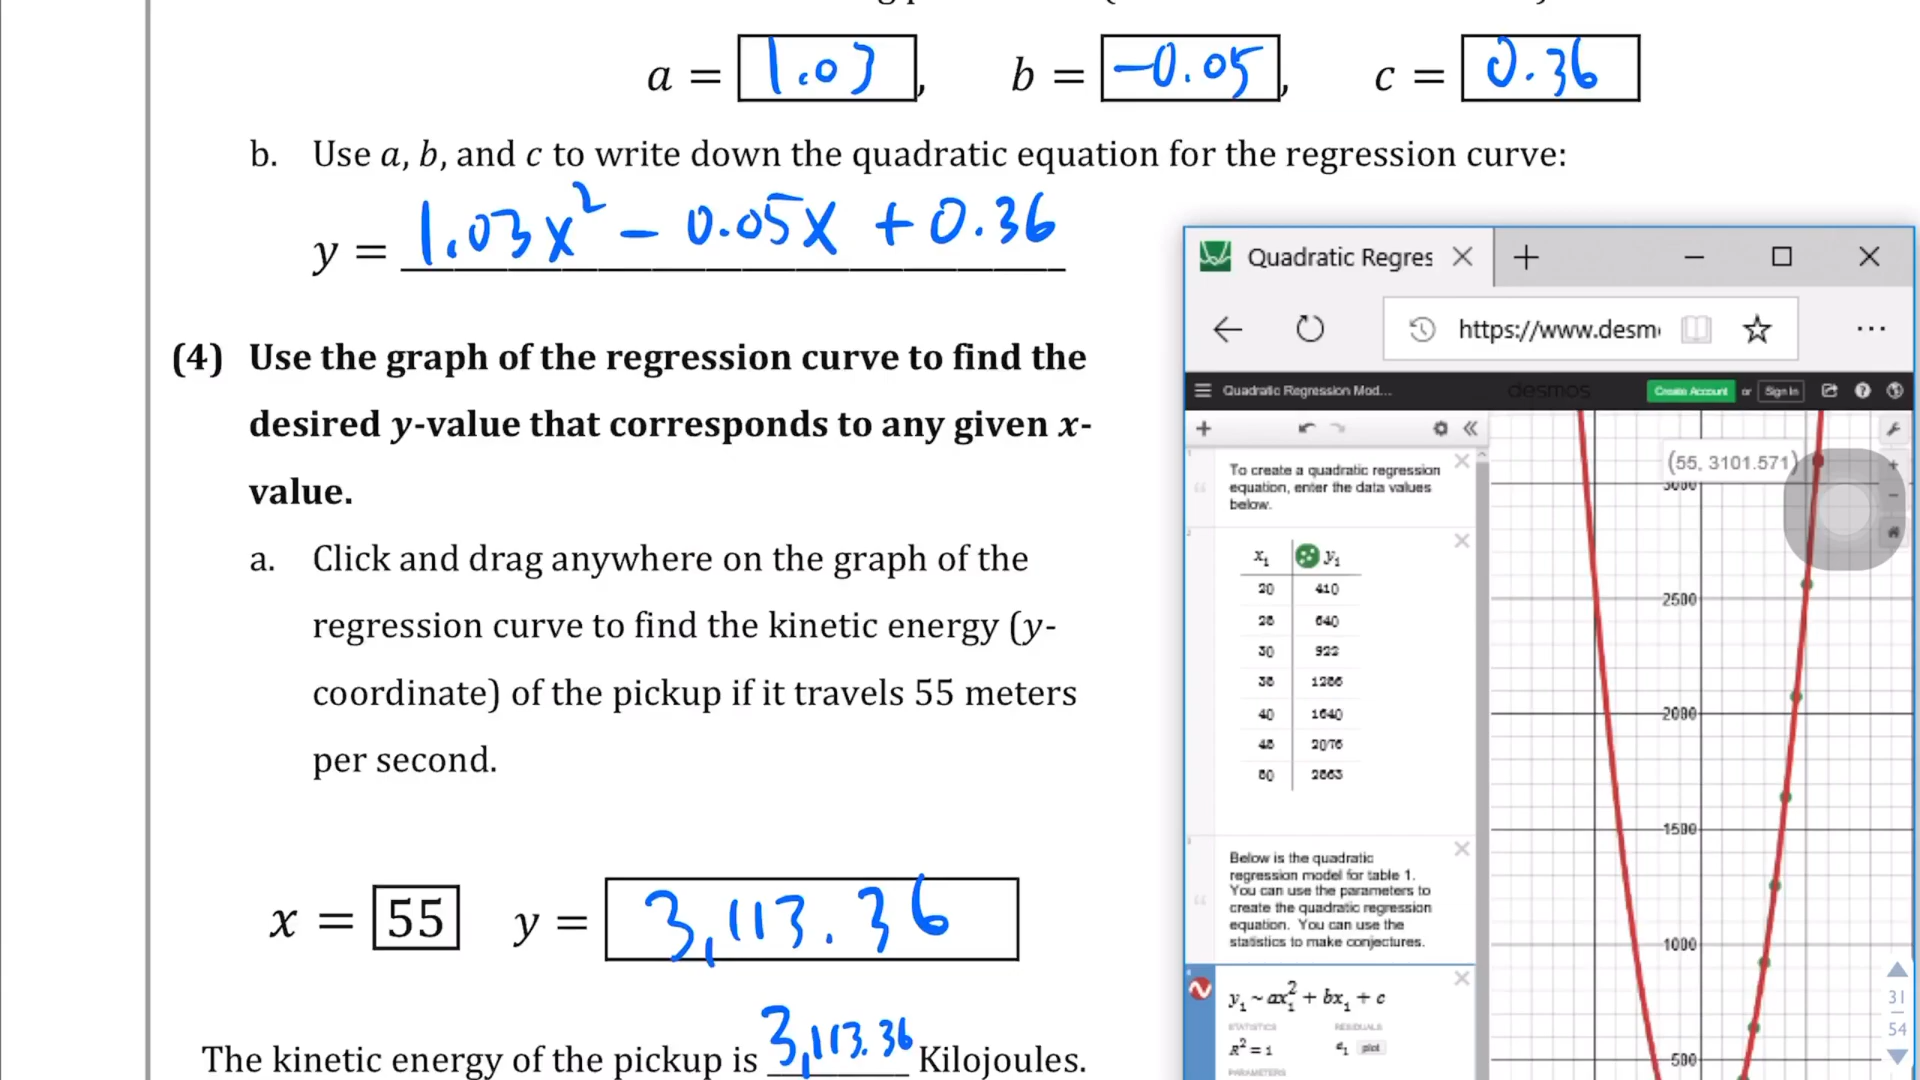 a = 1.03, b = -0.05, c = 0.36
b. Use a, b, and c to write down the quadratic equation for the regression curve:
y = 1.03x² - 0.05x + 0.36
(4) Use the graph of the regression curve to find the
desired y-value that corresponds to any given x-
value.
a. Click and drag anywhere on the graph of the
regression curve to find the kinetic energy (y-
coordinate) of the pickup if it travels 55 meters
per second.
x = 55 y = 3,113.36
The kinetic energy of the pickup is 3,113.36 Kilojoules.
Quadratic Regres
https://www.desm
Quadratic Regression Mod...
desmos
Create Account or Sign In
To create a quadratic regression
equation, enter the data values
below.
x₁ y₁
20 410
25 640
30 922
35 1256
40 1640
45 2076
50 2563
Below is the quadratic
regression model for table 1.
You can use the parameters to
create the quadratic regression
equation. You can use the
statistics to make conjectures.
y₁ ~ ax₁² + bx₁ + c
STATISTICS RESIDUALS
R² = 1 e₁ plot
PARAMETERS
(55, 3101.571)
3000
2500
2000
1500
1000
500
31
54